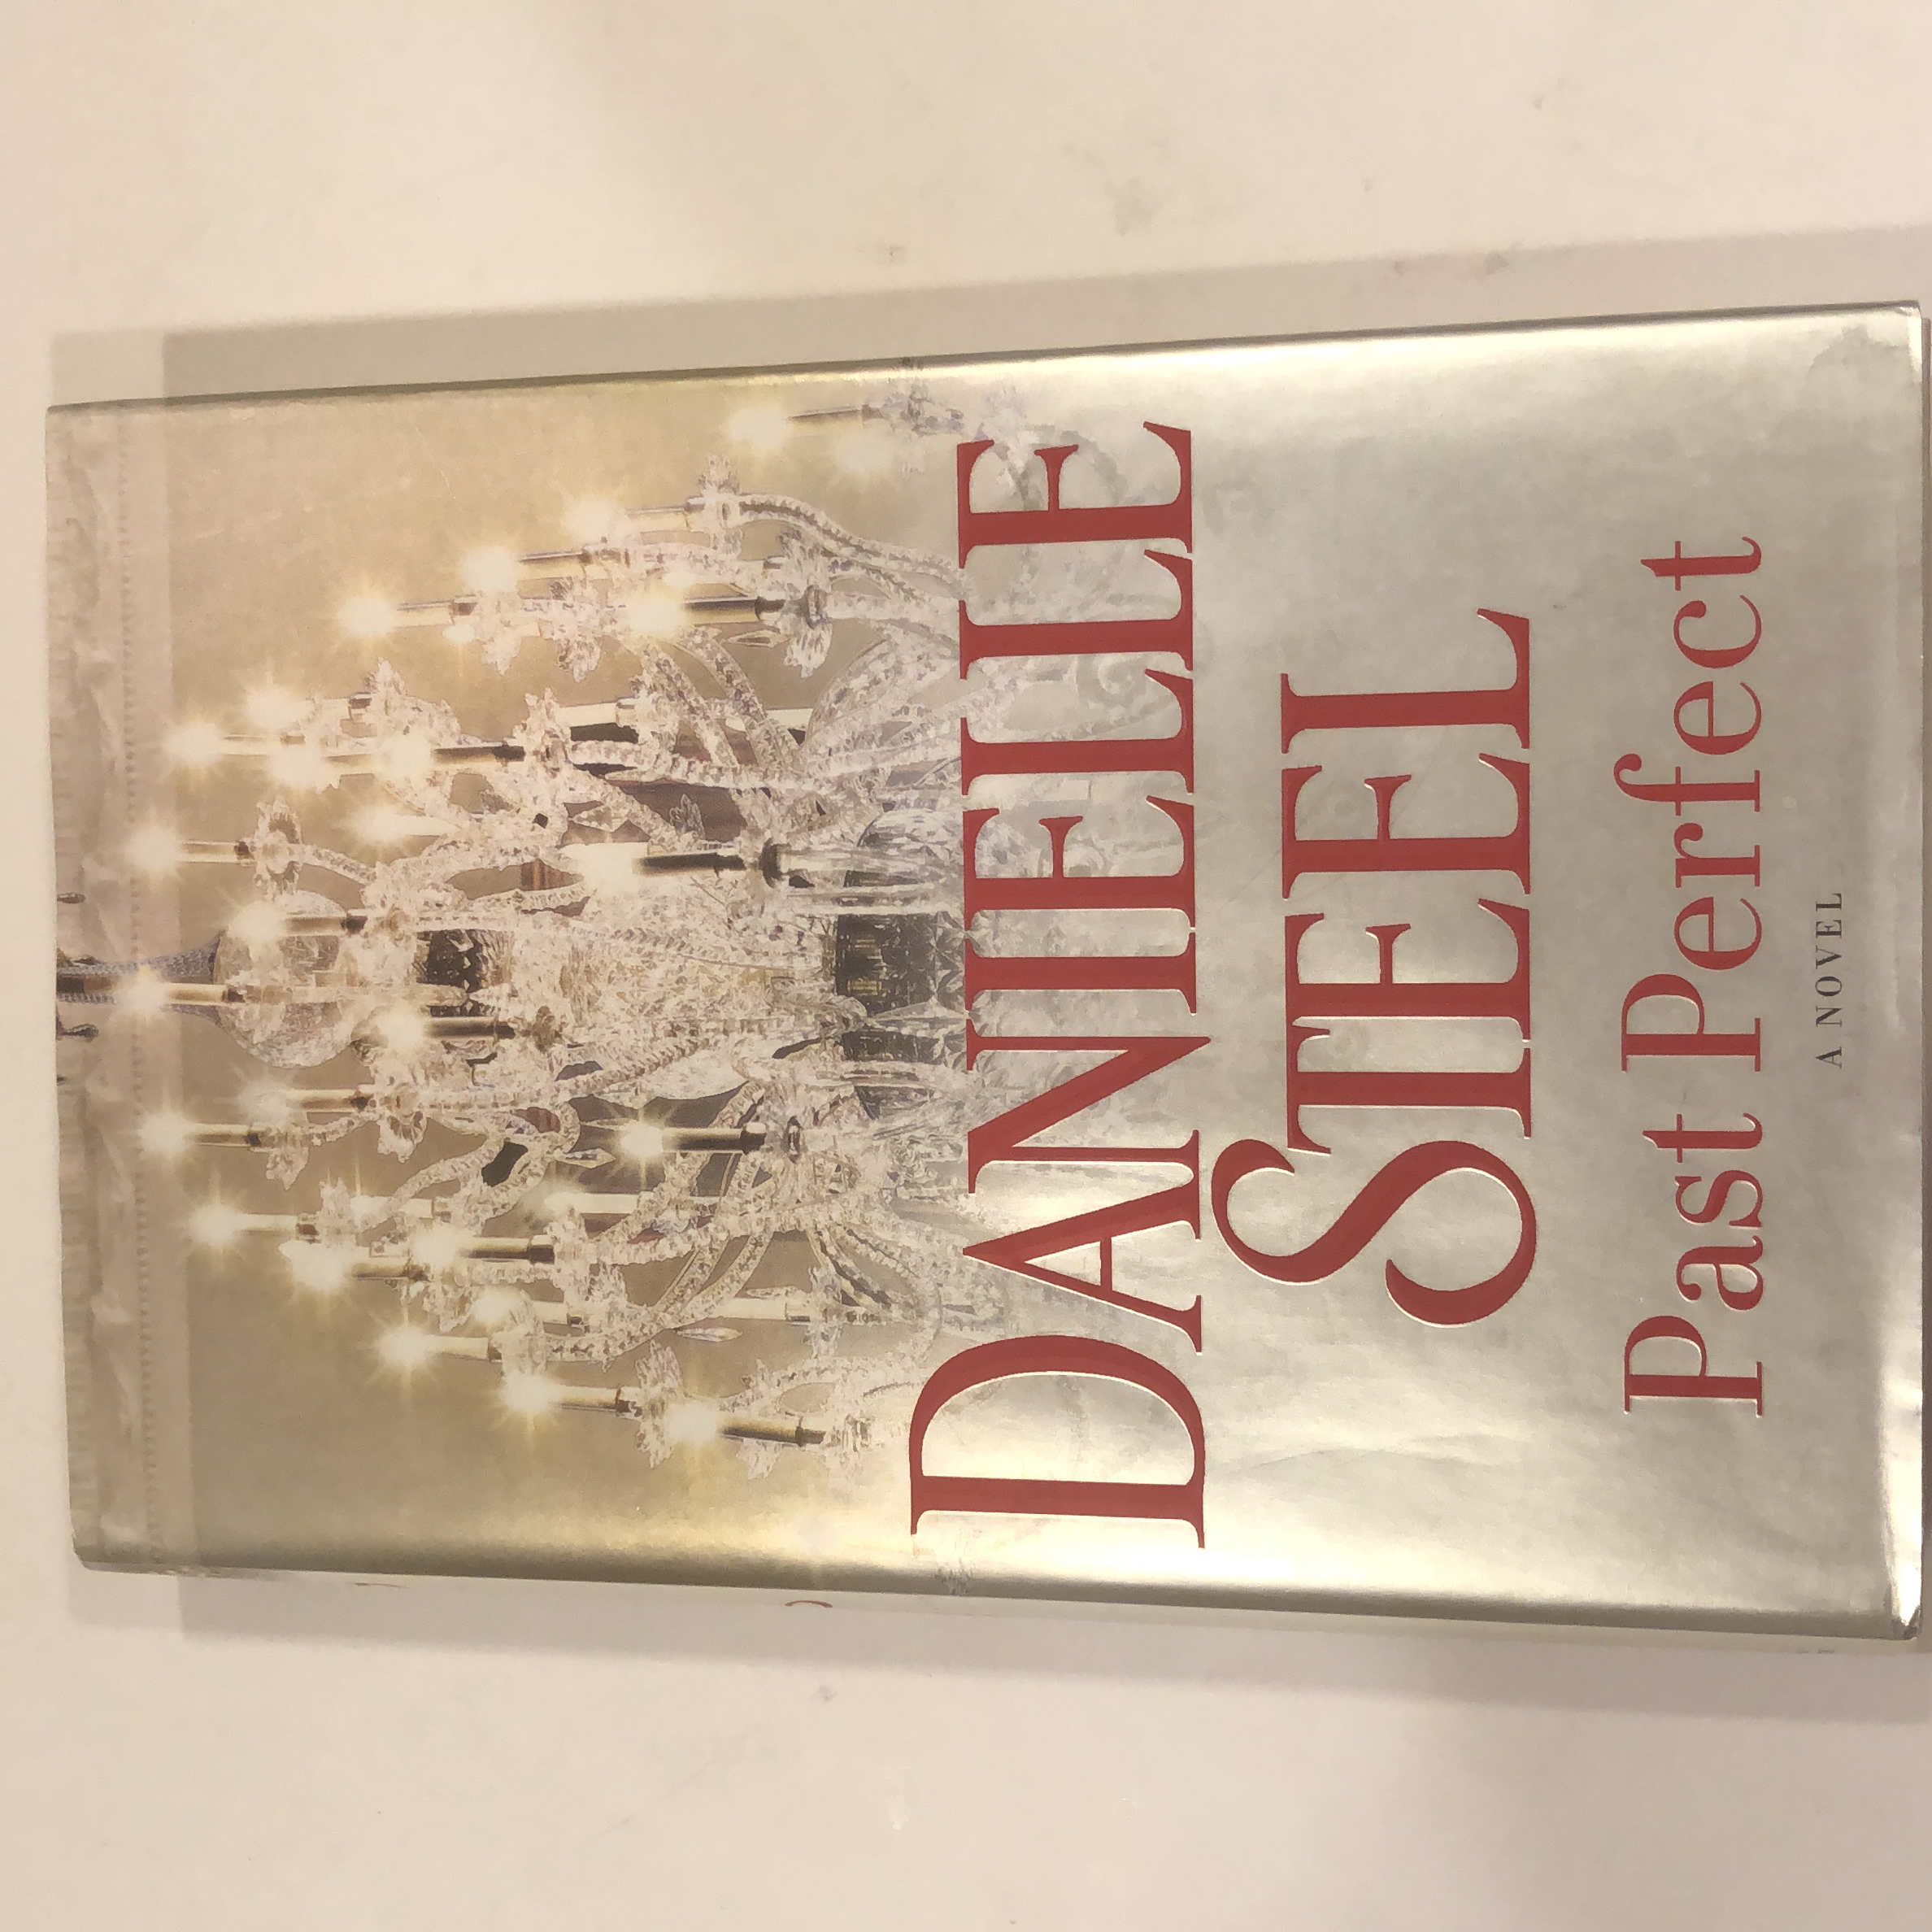 DANIELLE
STEEL
Past Perfect
A NOVEL